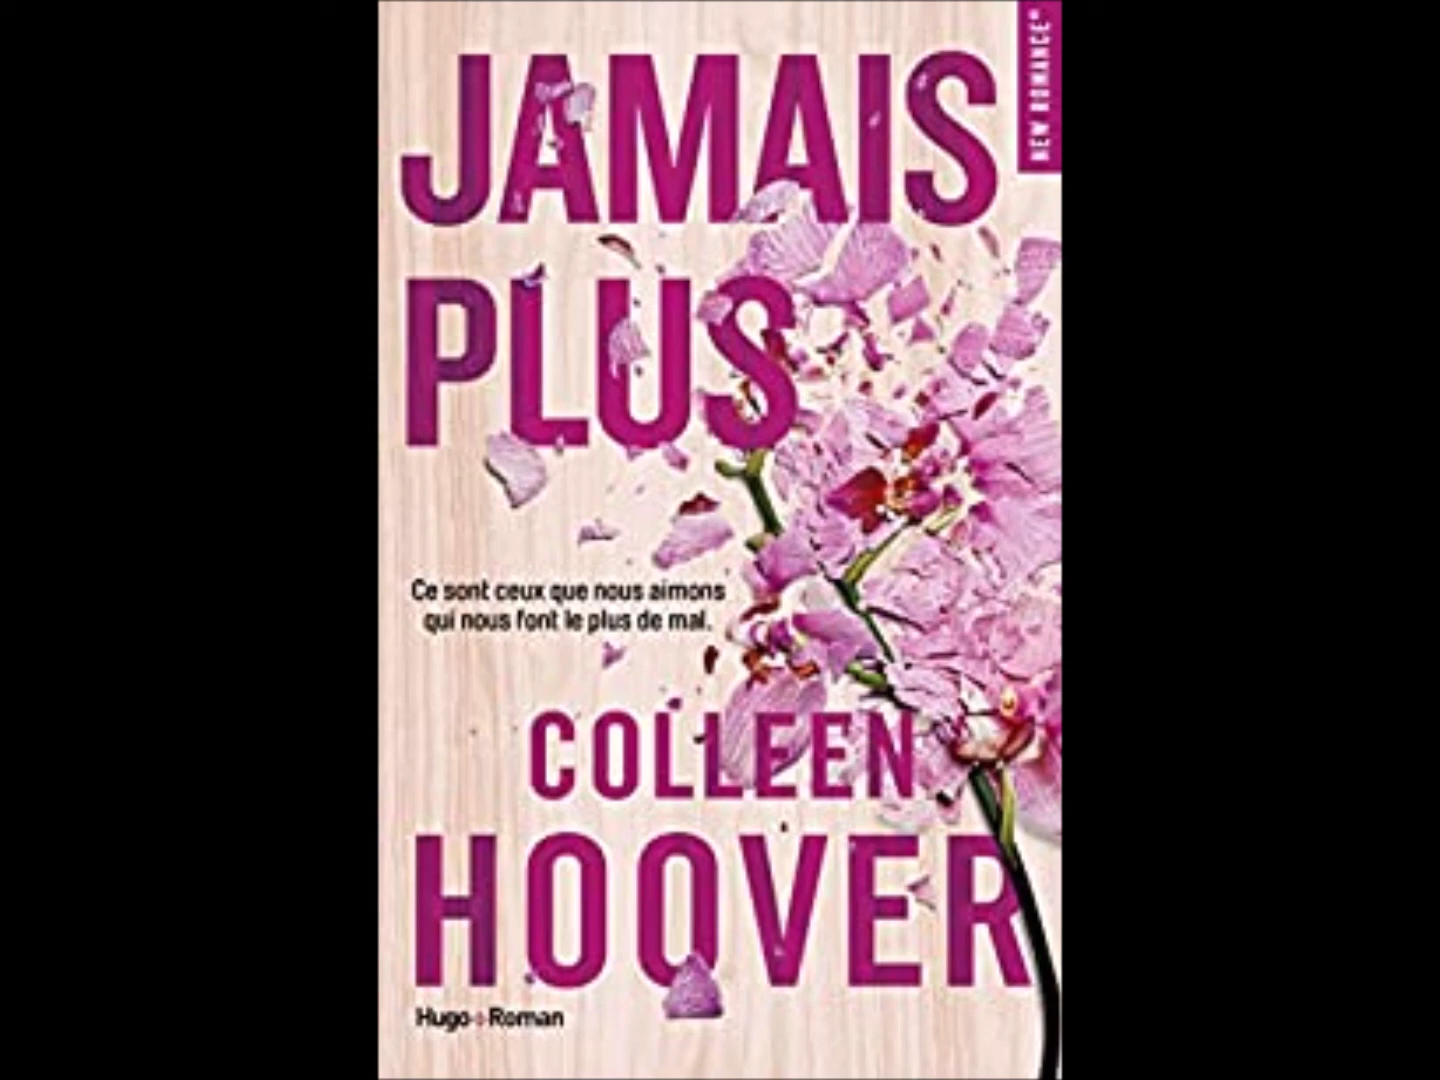 NEW ROMANCE®
JAMAIS
PLUS
Ce sont ceux que nous aimons
qui nous font le plus de mal.
COLLEEN
HOOVER
Hugo Roman